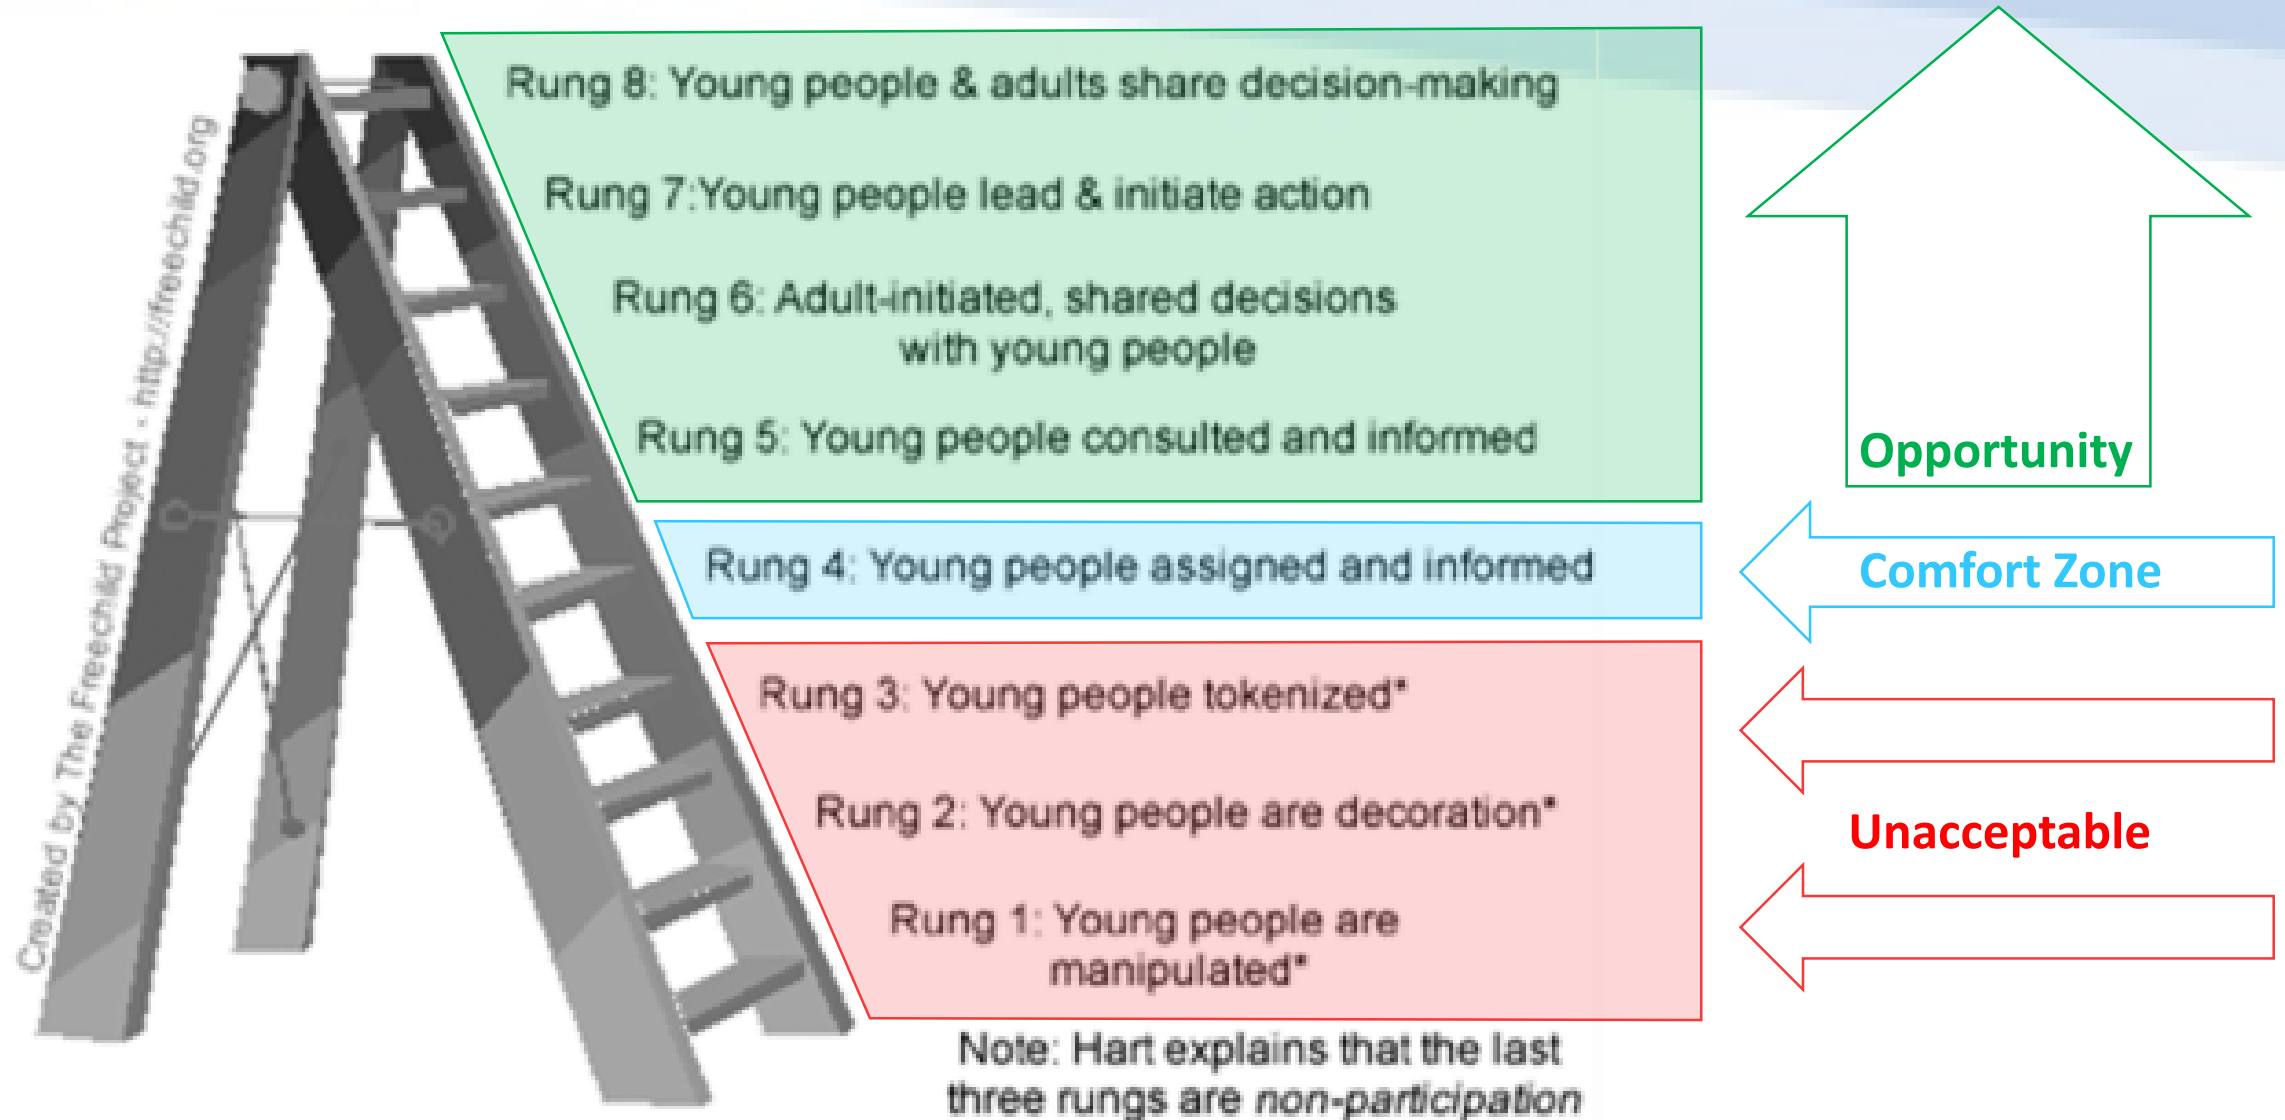 Rung 8: Young people & adults share decision-making
Rung 7:Young people lead & initiate action
Rung 6: Adult-initiated, shared decisions
with young people
Rung 5: Young people consulted and informed
Opportunity
Rung 4: Young people assigned and informed
Comfort Zone
Rung 3: Young people tokenized*
Rung 2: Young people are decoration*
Unacceptable
Rung 1: Young people are
manipulated*
Note: Hart explains that the last
three rungs are non-participation
Created by The Freechild Project - http://freechild.org